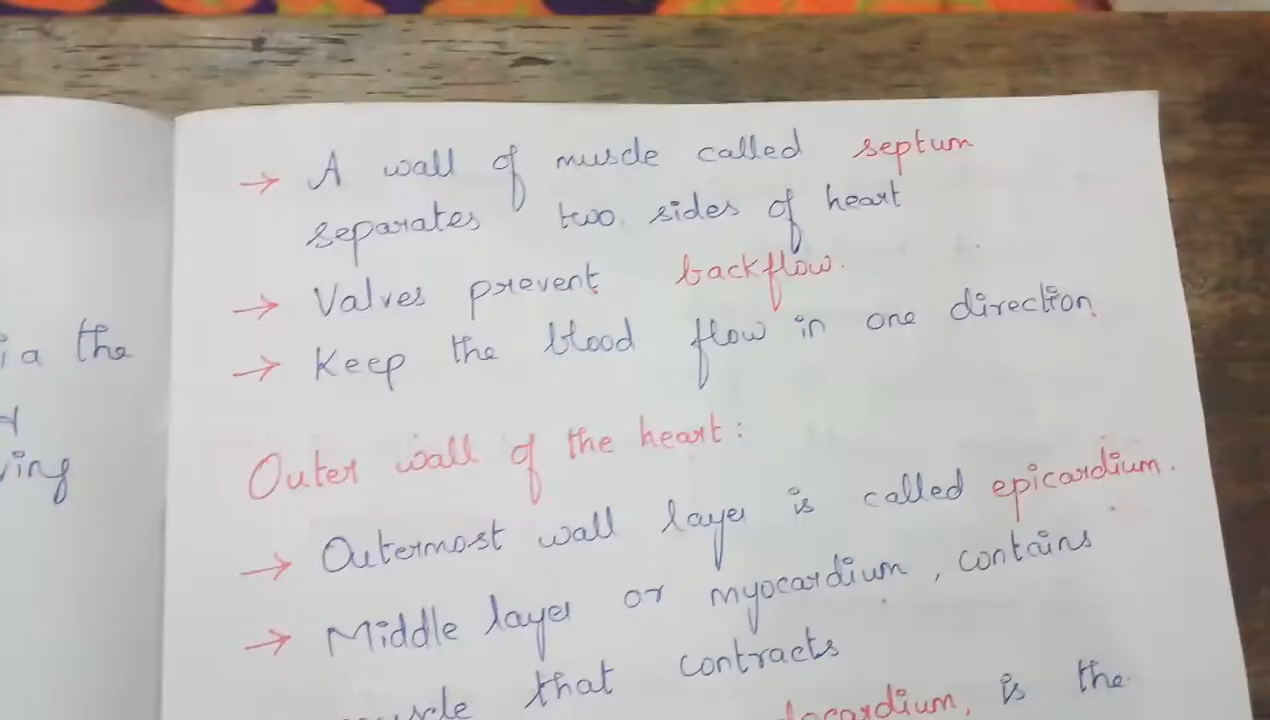 ia the
ving
→ A wall of muscle called septum
separates two sides of heart
→ Valves prevent backflow.
→ Keep the blood flow in one direction
Outer wall of the heart:
→ Outermost wall layer is called epicardium.
→ Middle layer or myocardium, contains
that contracts
is the